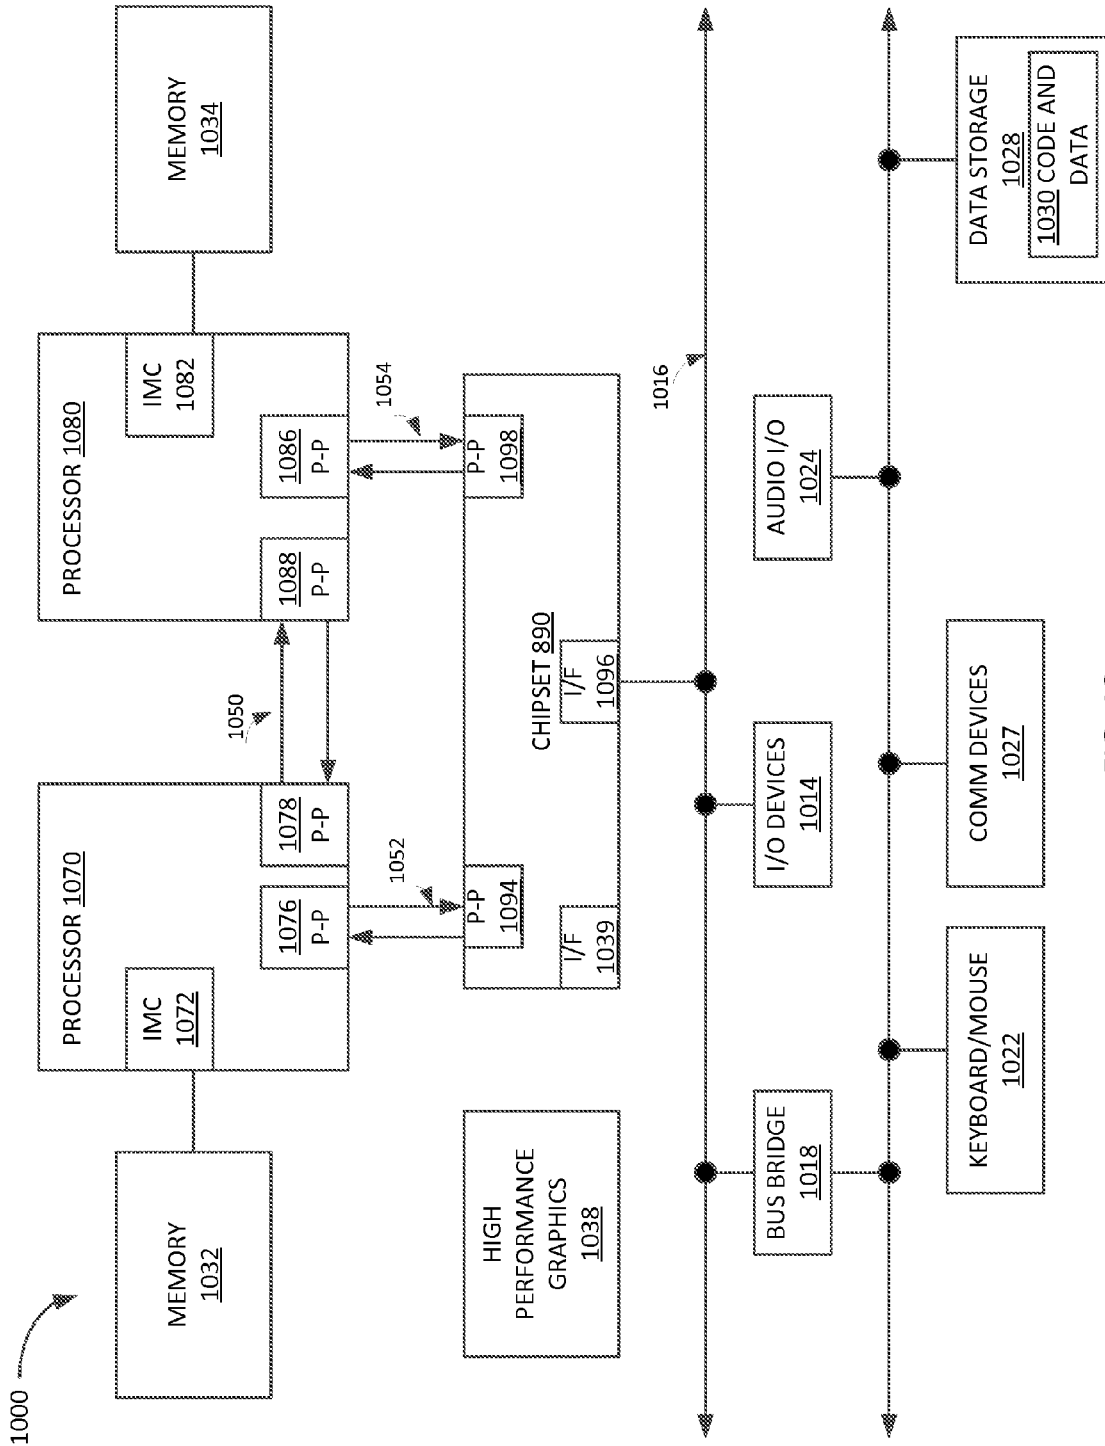 1000
MEMORY
1032
PROCESSOR 1070
IMC
1072
1076
P-P
1078
P-P
1050
PROCESSOR 1080
IMC
1082
1088
P-P
1086
P-P
MEMORY
1034
1052
1054
HIGH
PERFORMANCE
GRAPHICS
1038
P-P
1094
P-P
1098
CHIPSET 890
I/F
1039
I/F
1096
1016
BUS BRIDGE
1018
I/O DEVICES
1014
AUDIO I/O
1024
KEYBOARD/MOUSE
1022
COMM DEVICES
1027
DATA STORAGE
1028
1030 CODE AND
DATA